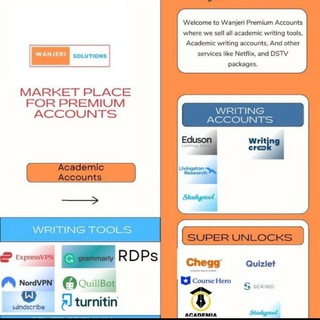 WANJERI SOLUTIONS
MARKET PLACE
FOR PREMIUM
ACCOUNTS
Academic
Accounts
WRITING TOOLS
ExpressVPN
grammarly
RDPs
NordVPN
QuillBot
windscribe
turnitin
Welcome to Wanjeri Premium Accounts
where we sell all academic writing tools,
Academic writing accounts, And other
services like Netflix, and DSTV
packages.
WRITING
ACCOUNTS
Eduson
Writing
creek
Livingston
Research
Studypool
SUPER UNLOCKS
Chegg
Quizlet
Course Hero
SCRIBD
ACADEMIA
Studypool